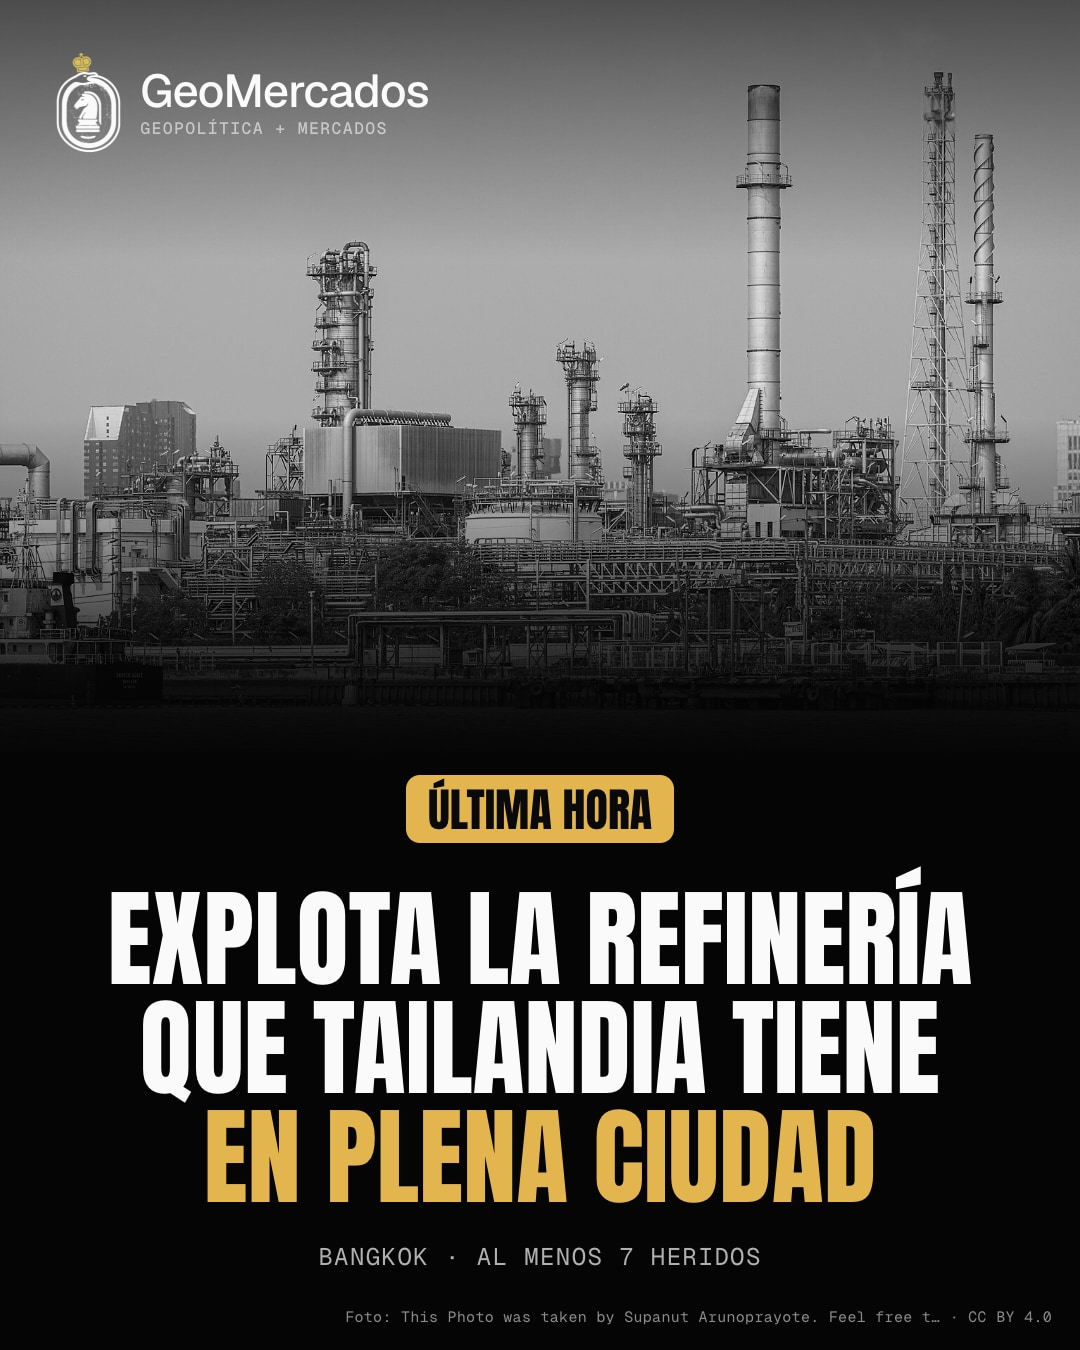 GeoMercados
GEOPOLÍTICA + MERCADOS
ÚLTIMA HORA
EXPLOTA LA REFINERÍA
QUE TAILANDIA TIENE
EN PLENA CIUDAD
BANGKOK · AL MENOS 7 HERIDOS
Foto: This Photo was taken by Supanut Arunoprayote. Feel free t… · CC BY 4.0